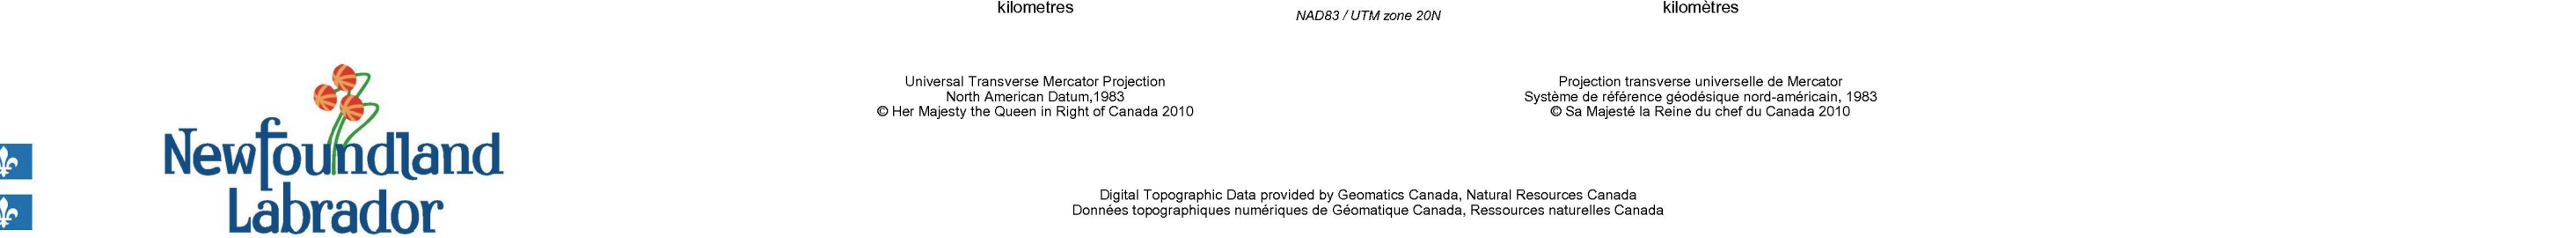 kilometres
NAD83 / UTM zone 20N
kilomètres
Universal Transverse Mercator Projection
North American Datum,1983
© Her Majesty the Queen in Right of Canada 2010
Projection transverse universelle de Mercator
Système de référence géodésique nord-américain, 1983
© Sa Majesté la Reine du chef du Canada 2010
Newfoundland
Labrador
Digital Topographic Data provided by Geomatics Canada, Natural Resources Canada
Données topographiques numériques de Géomatique Canada, Ressources naturelles Canada